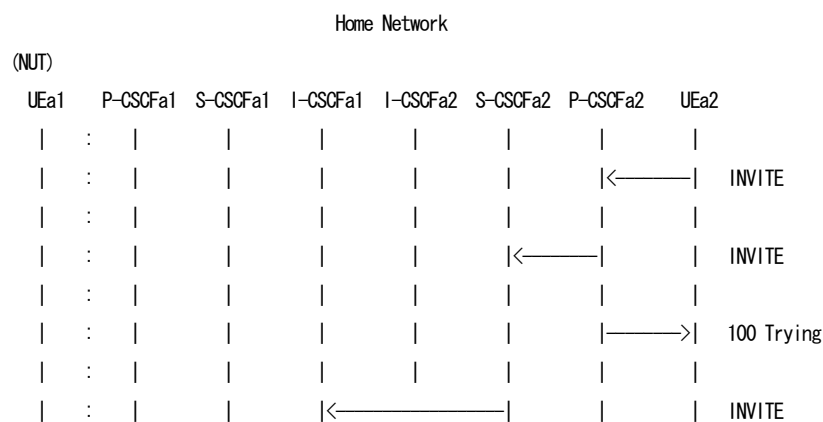 Home Network
(NUT)
UEa1 P-CSCFa1 S-CSCFa1 I-CSCFa1 I-CSCFa2 S-CSCFa2 P-CSCFa2 UEa2
INVITE
INVITE
100 Trying
INVITE